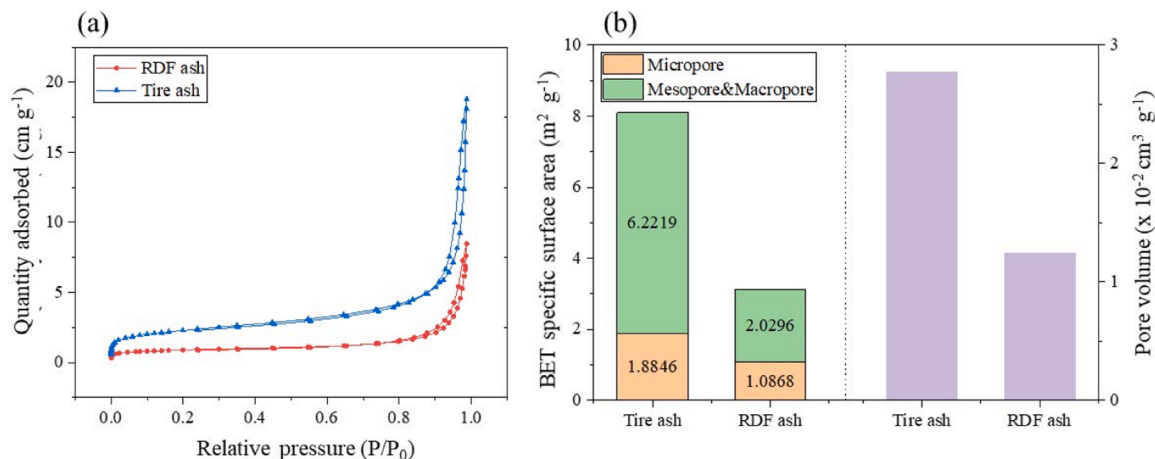 (a)
RDF ash
Tire ash
20
15
10
5
0
0.0 0.2 0.4 0.6 0.8 1.0
Quantity adsorbed (cm g⁻¹)
Relative pressure (P/P₀)
(b)
Micropore
Mesopore&Macropore
10
8
6
4
2
0
6.2219
1.8846
2.0296
1.0868
BET specific surface area (m² g⁻¹)
Tire ash RDF ash Tire ash RDF ash
3
2
1
0
Pore volume (x 10⁻² cm³ g⁻¹)